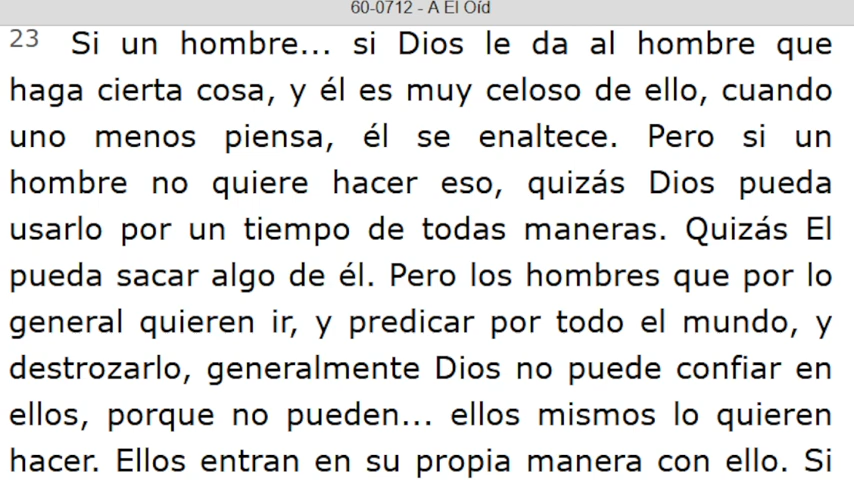 60-0712 - A El Oíd
23 Si un hombre... si Dios le da al hombre que
haga cierta cosa, y él es muy celoso de ello, cuando
uno menos piensa, él se enaltece. Pero si un
hombre no quiere hacer eso, quizás Dios pueda
usarlo por un tiempo de todas maneras. Quizás El
pueda sacar algo de él. Pero los hombres que por lo
general quieren ir, y predicar por todo el mundo, y
destrozarlo, generalmente Dios no puede confiar en
ellos, porque no pueden... ellos mismos lo quieren
hacer. Ellos entran en su propia manera con ello. Si